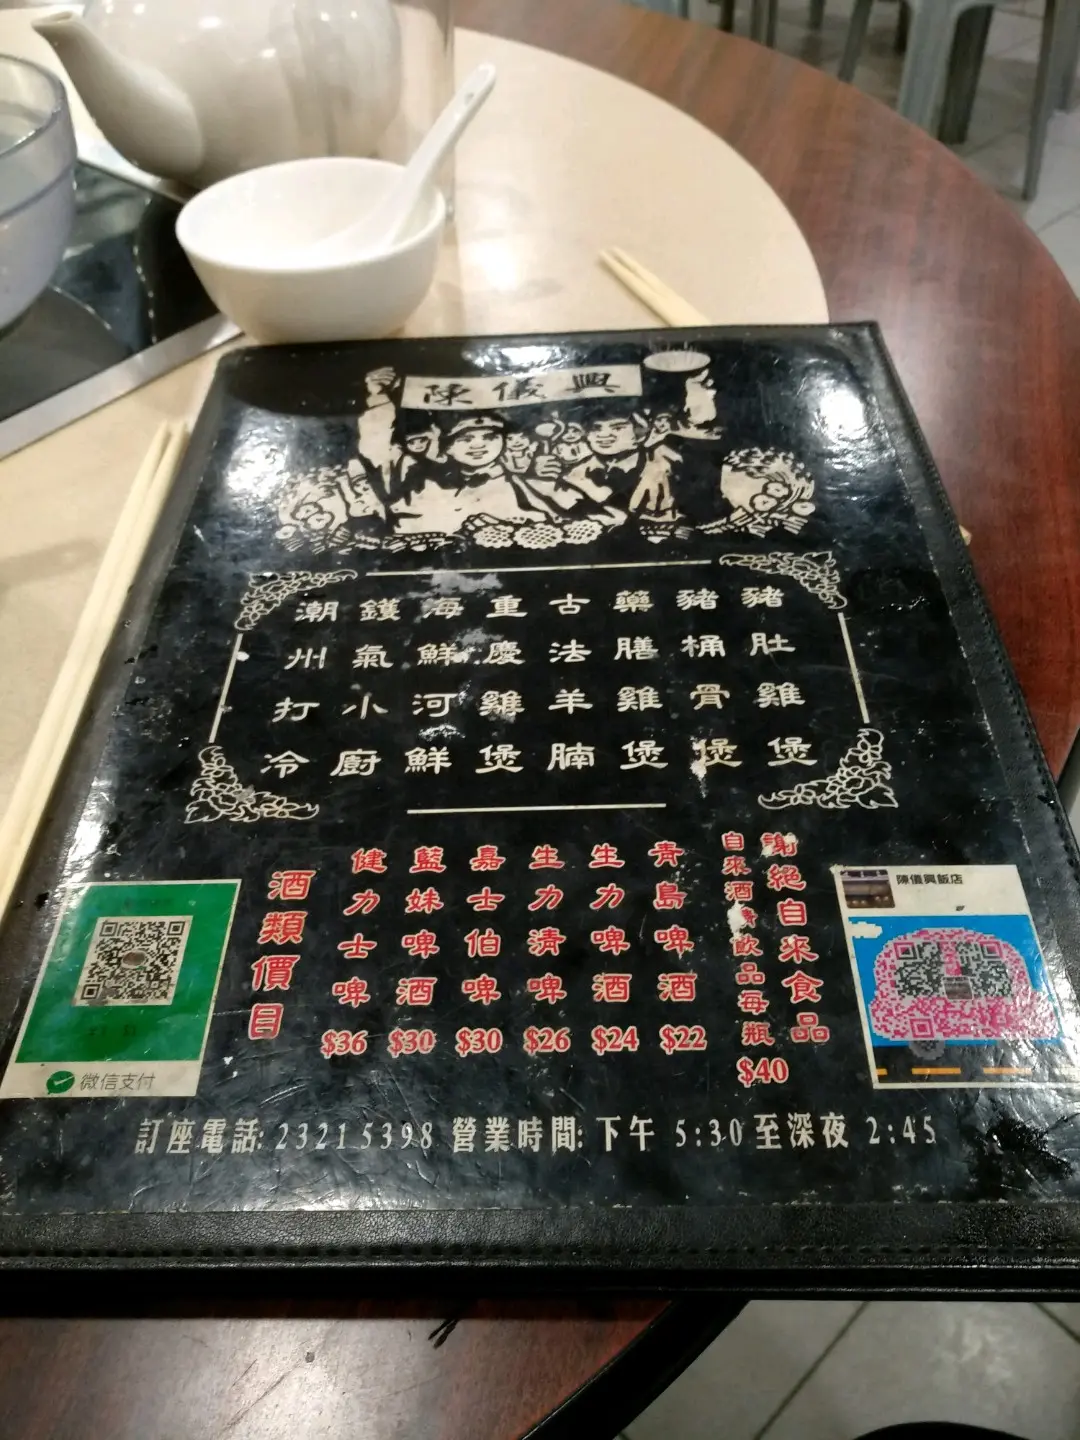 陳儀興
豬肚雞煲
豬桶骨煲
藥膳雞煲
古法羊腩
重慶雞煲
海鮮河鮮
鑊氣小廚
潮州打冷
酒類價目
健力士啤 $36
藍妹啤酒 $30
嘉士伯啤 $30
生力清啤 $26
生力啤酒 $24
青島啤酒 $22
謝絕自來食品
自來酒 飲品每瓶 $40
微信支付
陳儀興飯店
訂座電話: 23215398 營業時間: 下午 5:30 至深夜 2:45